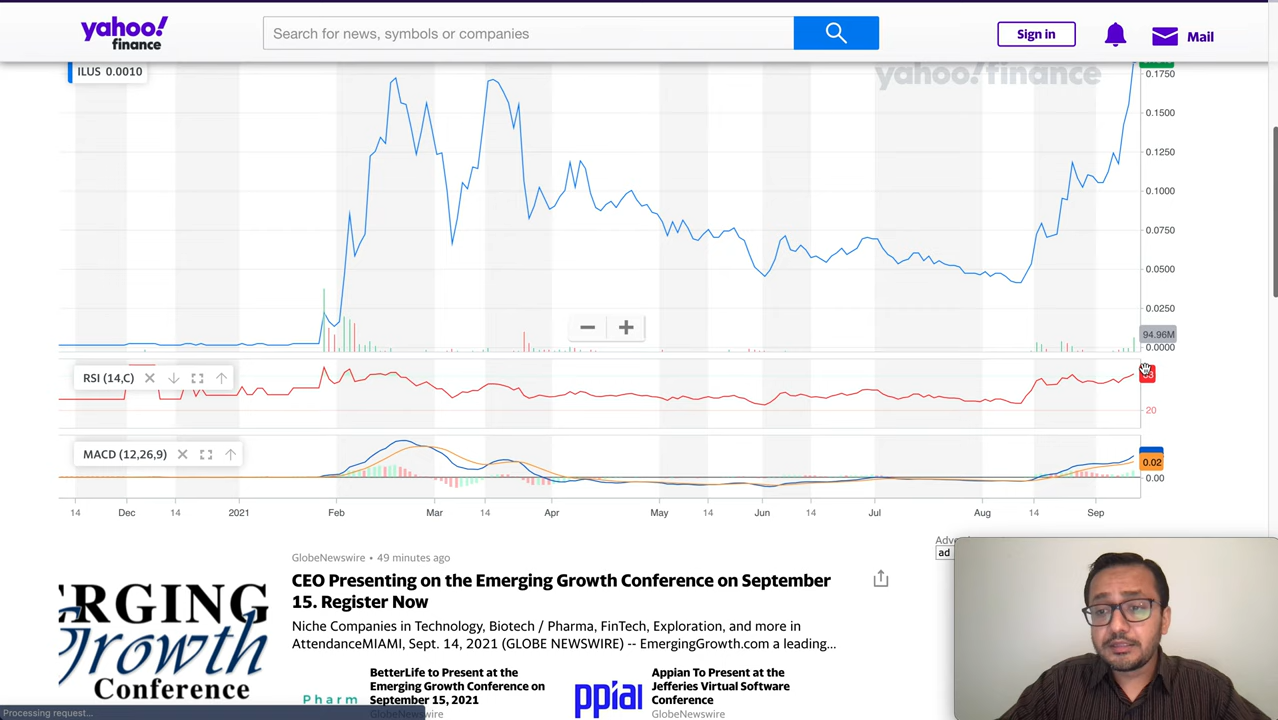 yahoo!
finance
Search for news, symbols or companies
Sign in
Mail
ILUS 0.0010
yahoo!finance
0.1750
0.1500
0.1250
0.1000
0.0750
0.0500
0.0250
94.96M
0.0000
RSI (14,C)
20
MACD (12,26,9)
0.02
0.00
14 Dec 14 2021 Feb Mar 14 Apr May 14 Jun 14 Jul Aug 14 Sep
GlobeNewswire • 49 minutes ago
ad
CEO Presenting on the Emerging Growth Conference on September
15. Register Now
Niche Companies in Technology, Biotech / Pharma, FinTech, Exploration, and more in
AttendanceMIAMI, Sept. 14, 2021 (GLOBE NEWSWIRE) -- EmergingGrowth.com a leading...
ERGING
Growth
Conference
Pharm
BetterLife to Present at the
Emerging Growth Conference on
September 15, 2021
GlobeNewswire
Appian To Present at the
Jefferies Virtual Software
Conference
GlobeNewswire
Processing request...